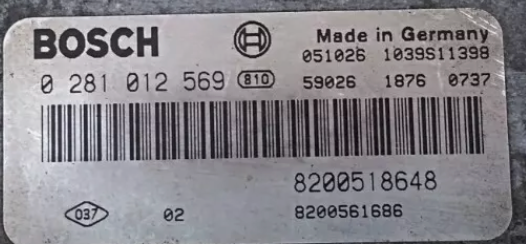 BOSCH
Made in Germany
051026 1039S11398
0 281 012 569 810 59026 1876 0737
8200518648
037 02 8200561686